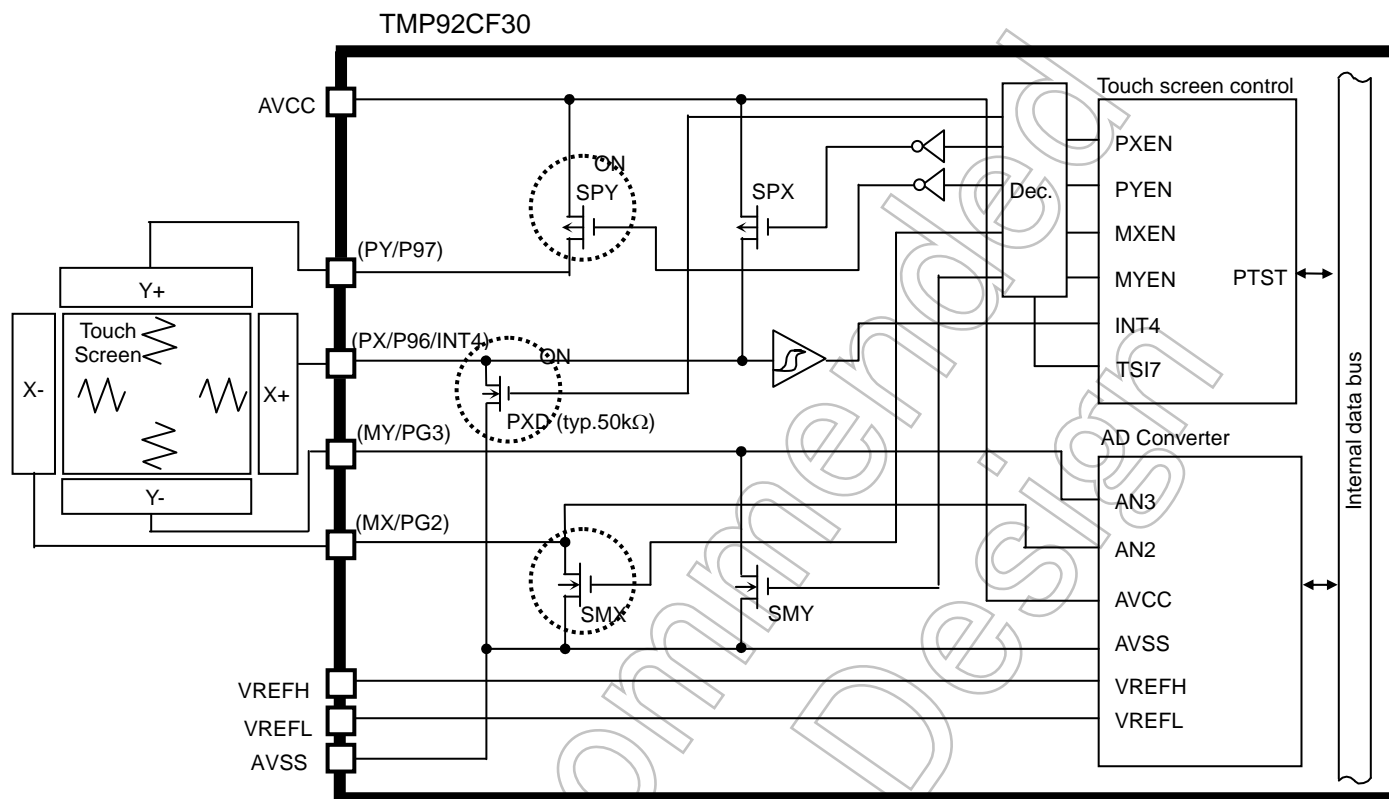 TMP92CF30
AVCC
(PY/P97)
(PX/P96/INT4)
(MY/PG3)
(MX/PG2)
VREFH
VREFL
AVSS
Y+
Touch
Screen
X-
X+
Y-
ON
SPY
SPX
ON
PXD (typ.50kΩ)
SMX
SMY
Dec.
Touch screen control
PXEN
PYEN
MXEN
MYEN
PTST
INT4
TSI7
AD Converter
AN3
AN2
AVCC
AVSS
VREFH
VREFL
Internal data bus
ommended
Design